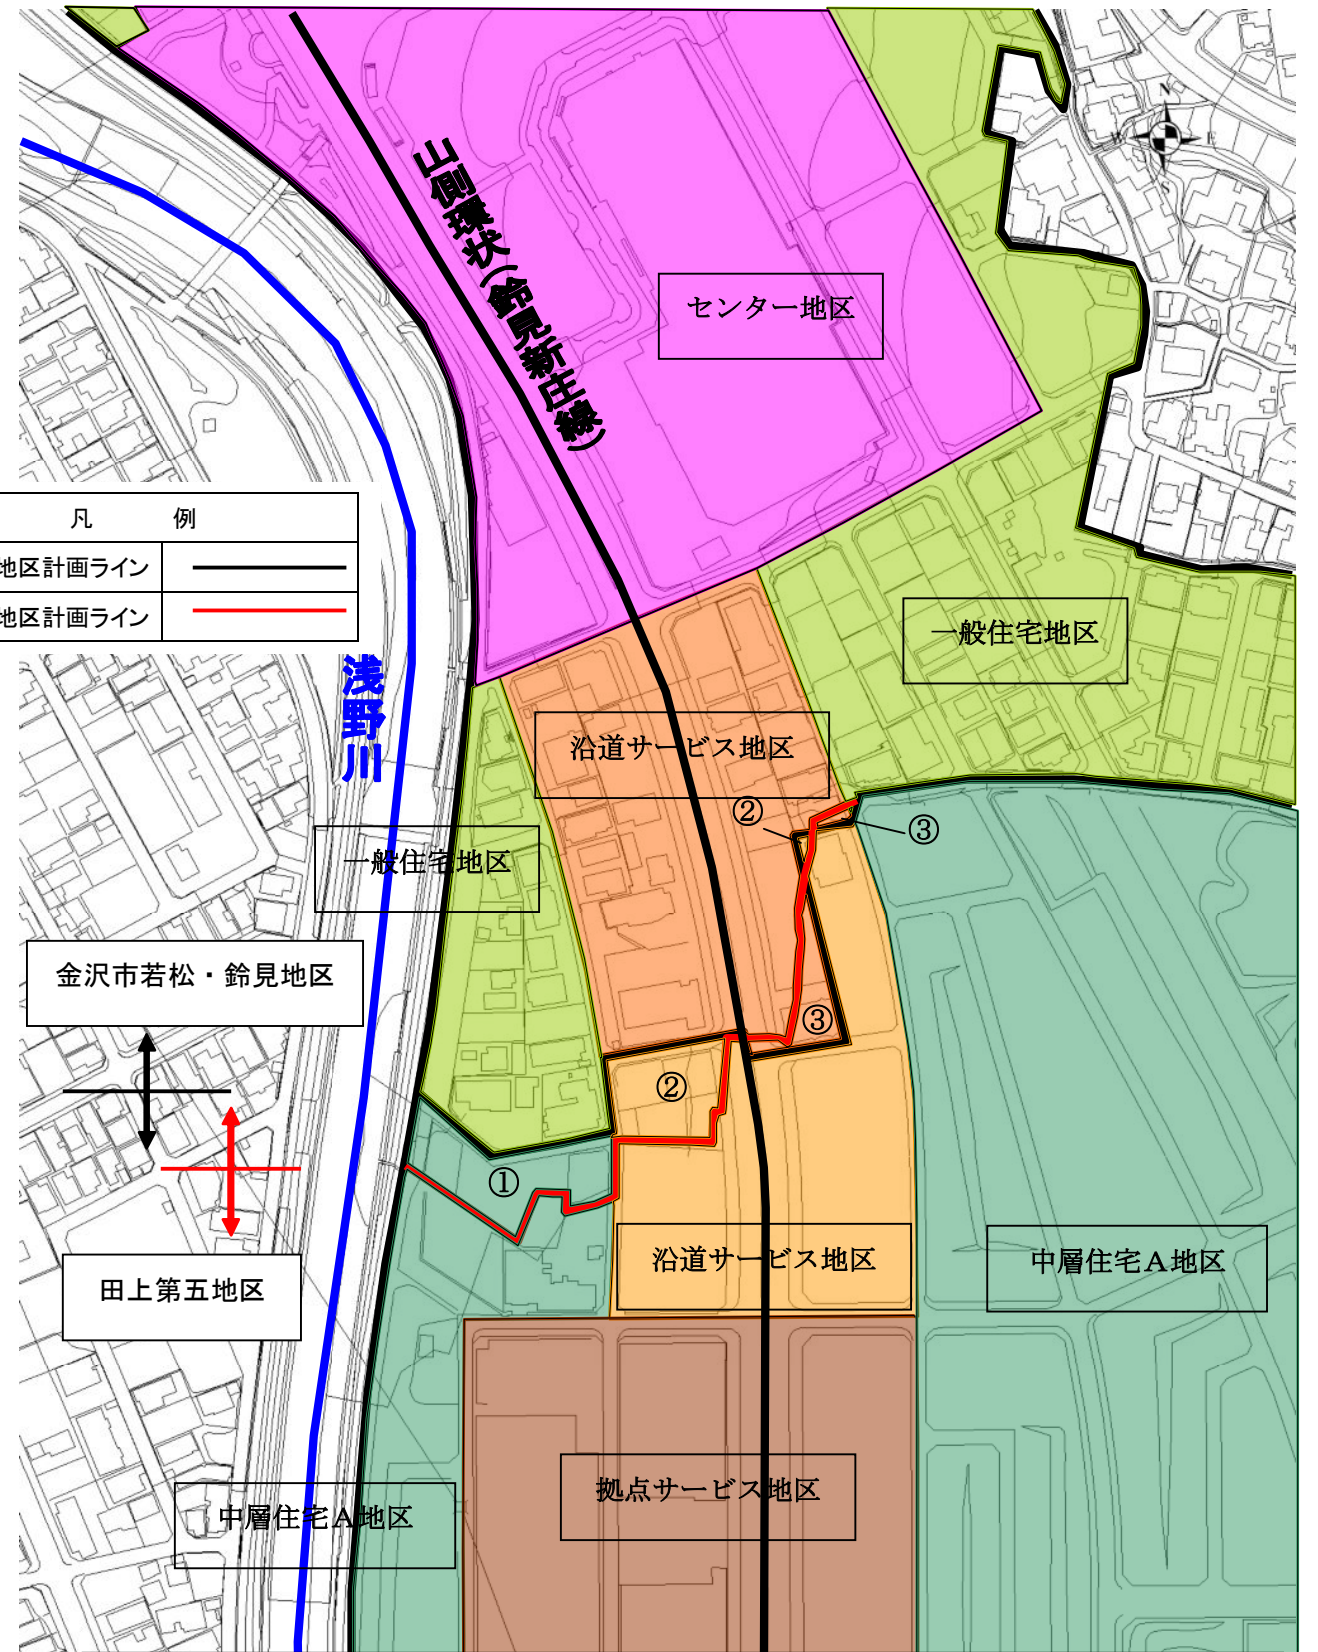 N
E
S
山側環状(鈴見新庄線)
センター地区
凡 例
地区計画ライン
地区計画ライン
一般住宅地区
浅野川
沿道サービス地区
②
③
一般住宅地区
金沢市若松・鈴見地区
③
②
①
田上第五地区
沿道サービス地区
中層住宅A地区
拠点サービス地区
中層住宅A地区